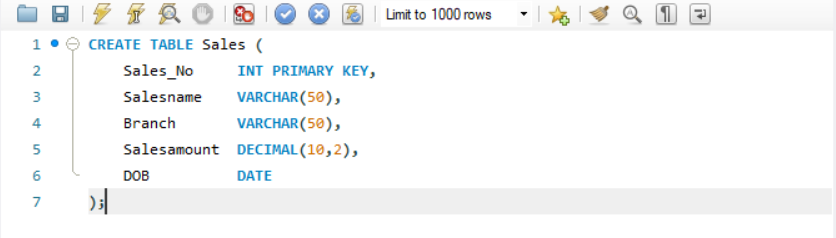 Limit to 1000 rows
1 CREATE TABLE Sales (
2 Sales_No INT PRIMARY KEY,
3 Salesname VARCHAR(50),
4 Branch VARCHAR(50),
5 Salesamount DECIMAL(10,2),
6 DOB DATE
7 );